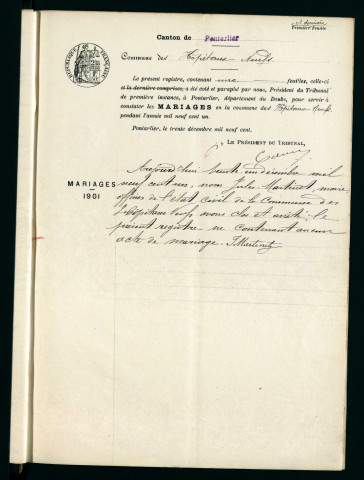 Premier Feuille
Canton de Pontarlier
RÉPUBLIQUE FRANÇAISE
Commune des Hôpitaux Neufs
Le présent registre, contenant une feuilles, celle-ci
et la dernière comprises, a été coté et paraphé par nous, Président du Tribunal
de première instance, à Pontarlier, département du Doubs, pour servir à
constater les MARIAGES en la commune des Hôpitaux-Neufs
pendant l'année mil neuf cent un.
Pontarlier, le trente décembre mil neuf cent.
LE PRÉSIDENT DU TRIBUNAL,
MARIAGES
1901
Aujourd'hui trente un décembre mil
neuf cent un, nous Jules Martinet, maire
officier de l'état civil de la Commune des
Hôpitaux Neufs avons clos et arrêté le
présent registre ne contenant aucun
acte de mariage. JMartinet